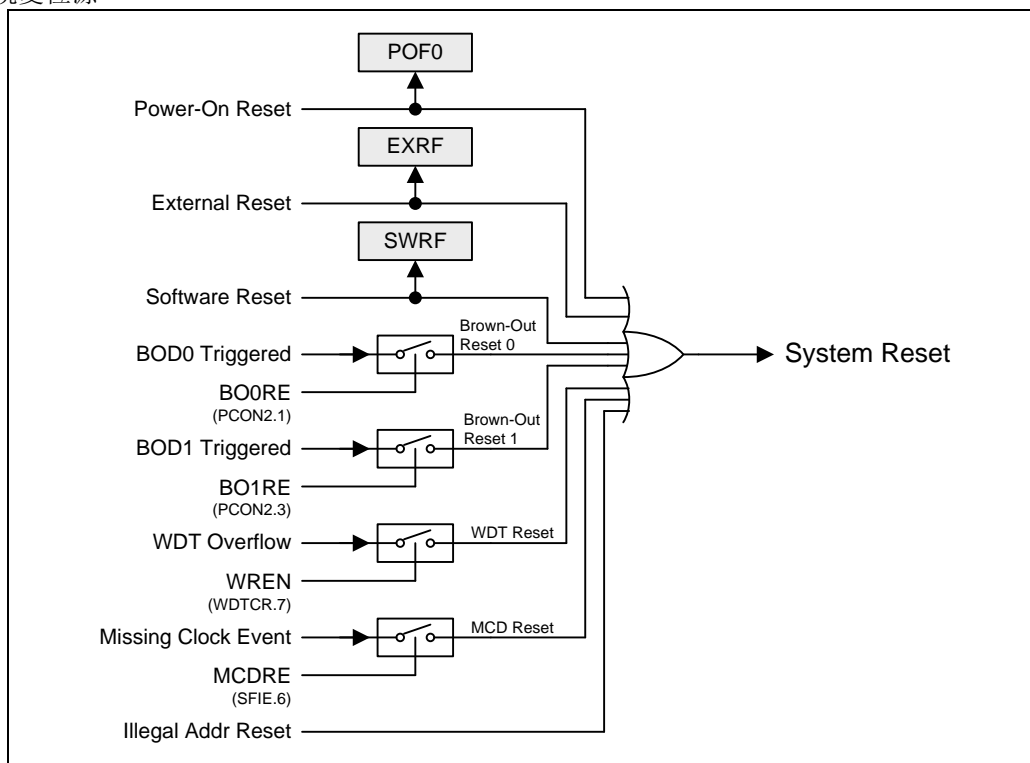 POF0
Power-On Reset
EXRF
External Reset
SWRF
Software Reset
Brown-Out
Reset 0
BOD0 Triggered
System Reset
BO0RE
(PCON2.1)
Brown-Out
Reset 1
BOD1 Triggered
BO1RE
(PCON2.3)
WDT Reset
WDT Overflow
WREN
(WDTCR.7)
MCD Reset
Missing Clock Event
MCDRE
(SFIE.6)
Illegal Addr Reset